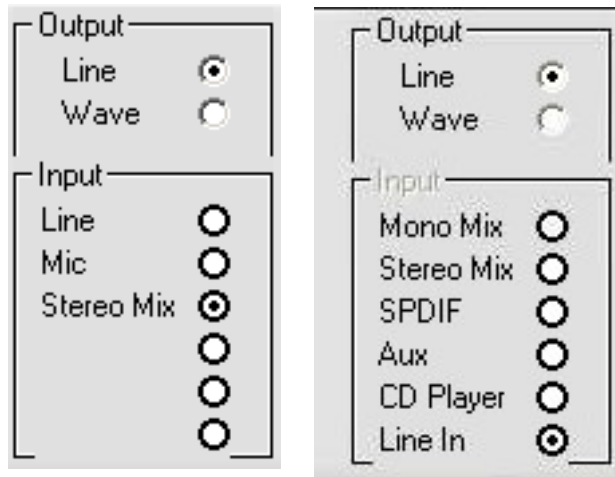 Output
Line
Wave
Input
Line
Mic
Stereo Mix
Output
Line
Wave
Input
Mono Mix
Stereo Mix
SPDIF
Aux
CD Player
Line In